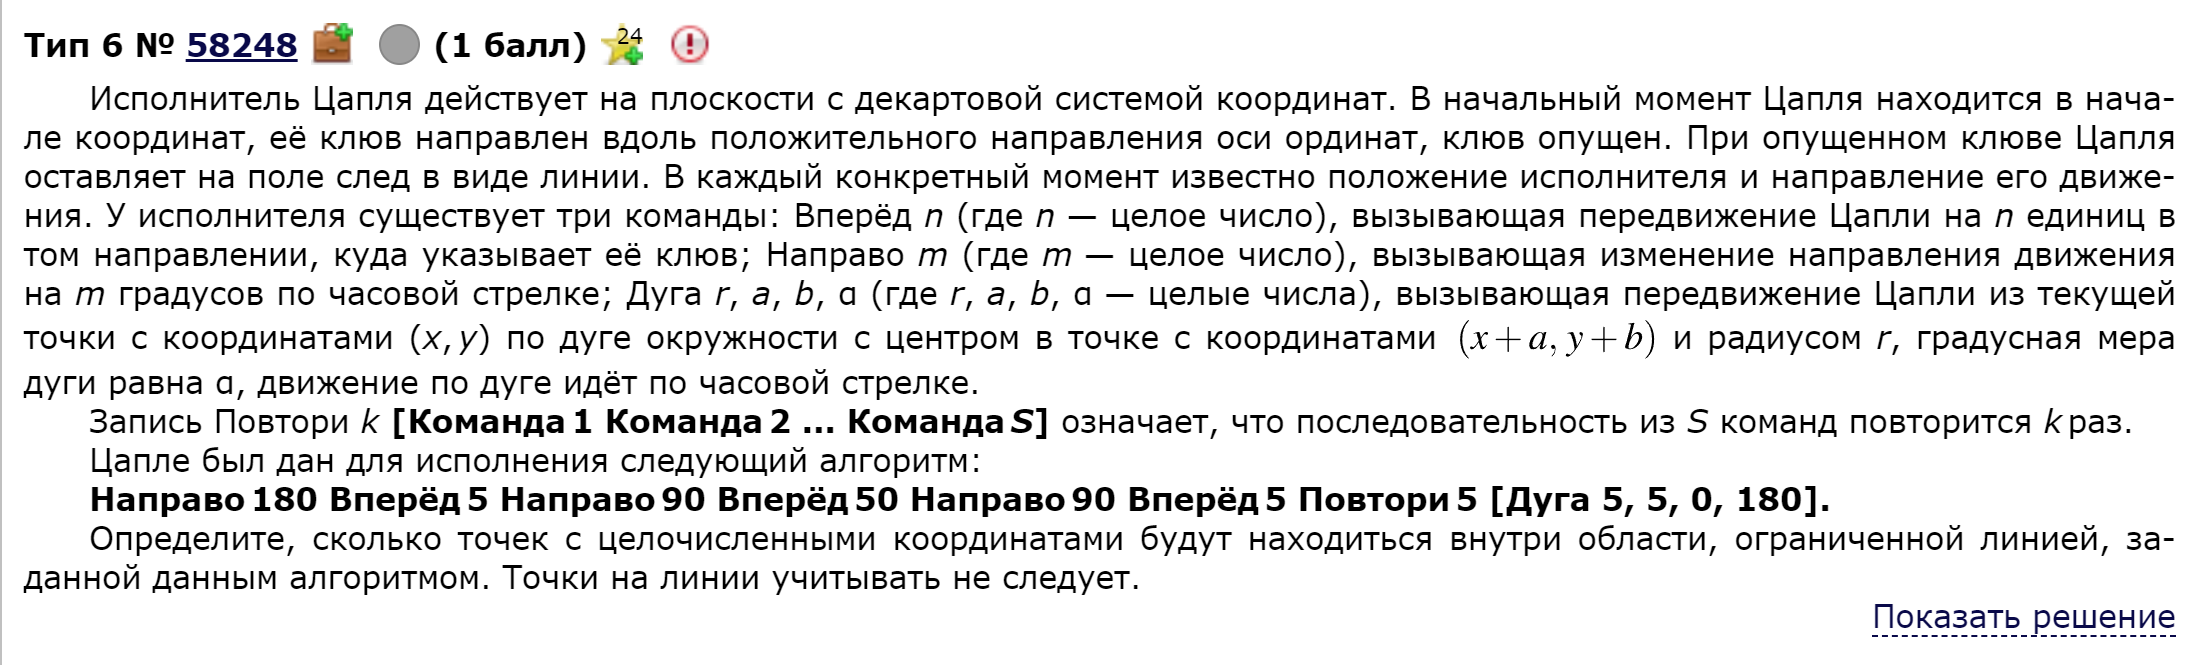 Тип 6 № 58248 (1 балл) 24
Исполнитель Цапля действует на плоскости с декартовой системой координат. В начальный момент Цапля находится в нача-
ле координат, её клюв направлен вдоль положительного направления оси ординат, клюв опущен. При опущенном клюве Цапля
оставляет на поле след в виде линии. В каждый конкретный момент известно положение исполнителя и направление его движе-
ния. У исполнителя существует три команды: Вперёд n (где n — целое число), вызывающая передвижение Цапли на n единиц в
том направлении, куда указывает её клюв; Направо m (где m — целое число), вызывающая изменение направления движения
на m градусов по часовой стрелке; Дуга r, a, b, α (где r, a, b, α — целые числа), вызывающая передвижение Цапли из текущей
точки с координатами (x, y) по дуге окружности с центром в точке с координатами (x + a, y + b) и радиусом r, градусная мера
дуги равна α, движение по дуге идёт по часовой стрелке.
Запись Повтори k [Команда 1 Команда 2 ... Команда S] означает, что последовательность из S команд повторится k раз.
Цапле был дан для исполнения следующий алгоритм:
Направо 180 Вперёд 5 Направо 90 Вперёд 50 Направо 90 Вперёд 5 Повтори 5 [Дуга 5, 5, 0, 180].
Определите, сколько точек с целочисленными координатами будут находиться внутри области, ограниченной линией, за-
данной данным алгоритмом. Точки на линии учитывать не следует.
Показать решение